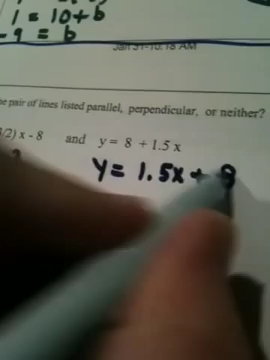 1 = 10 + b
- 9 = b
Jan 31-10:18 AM
pair of lines listed parallel, perpendicular, or neither?
/2) x - 8 and y = 8 + 1.5 x
y = 1.5x + 8